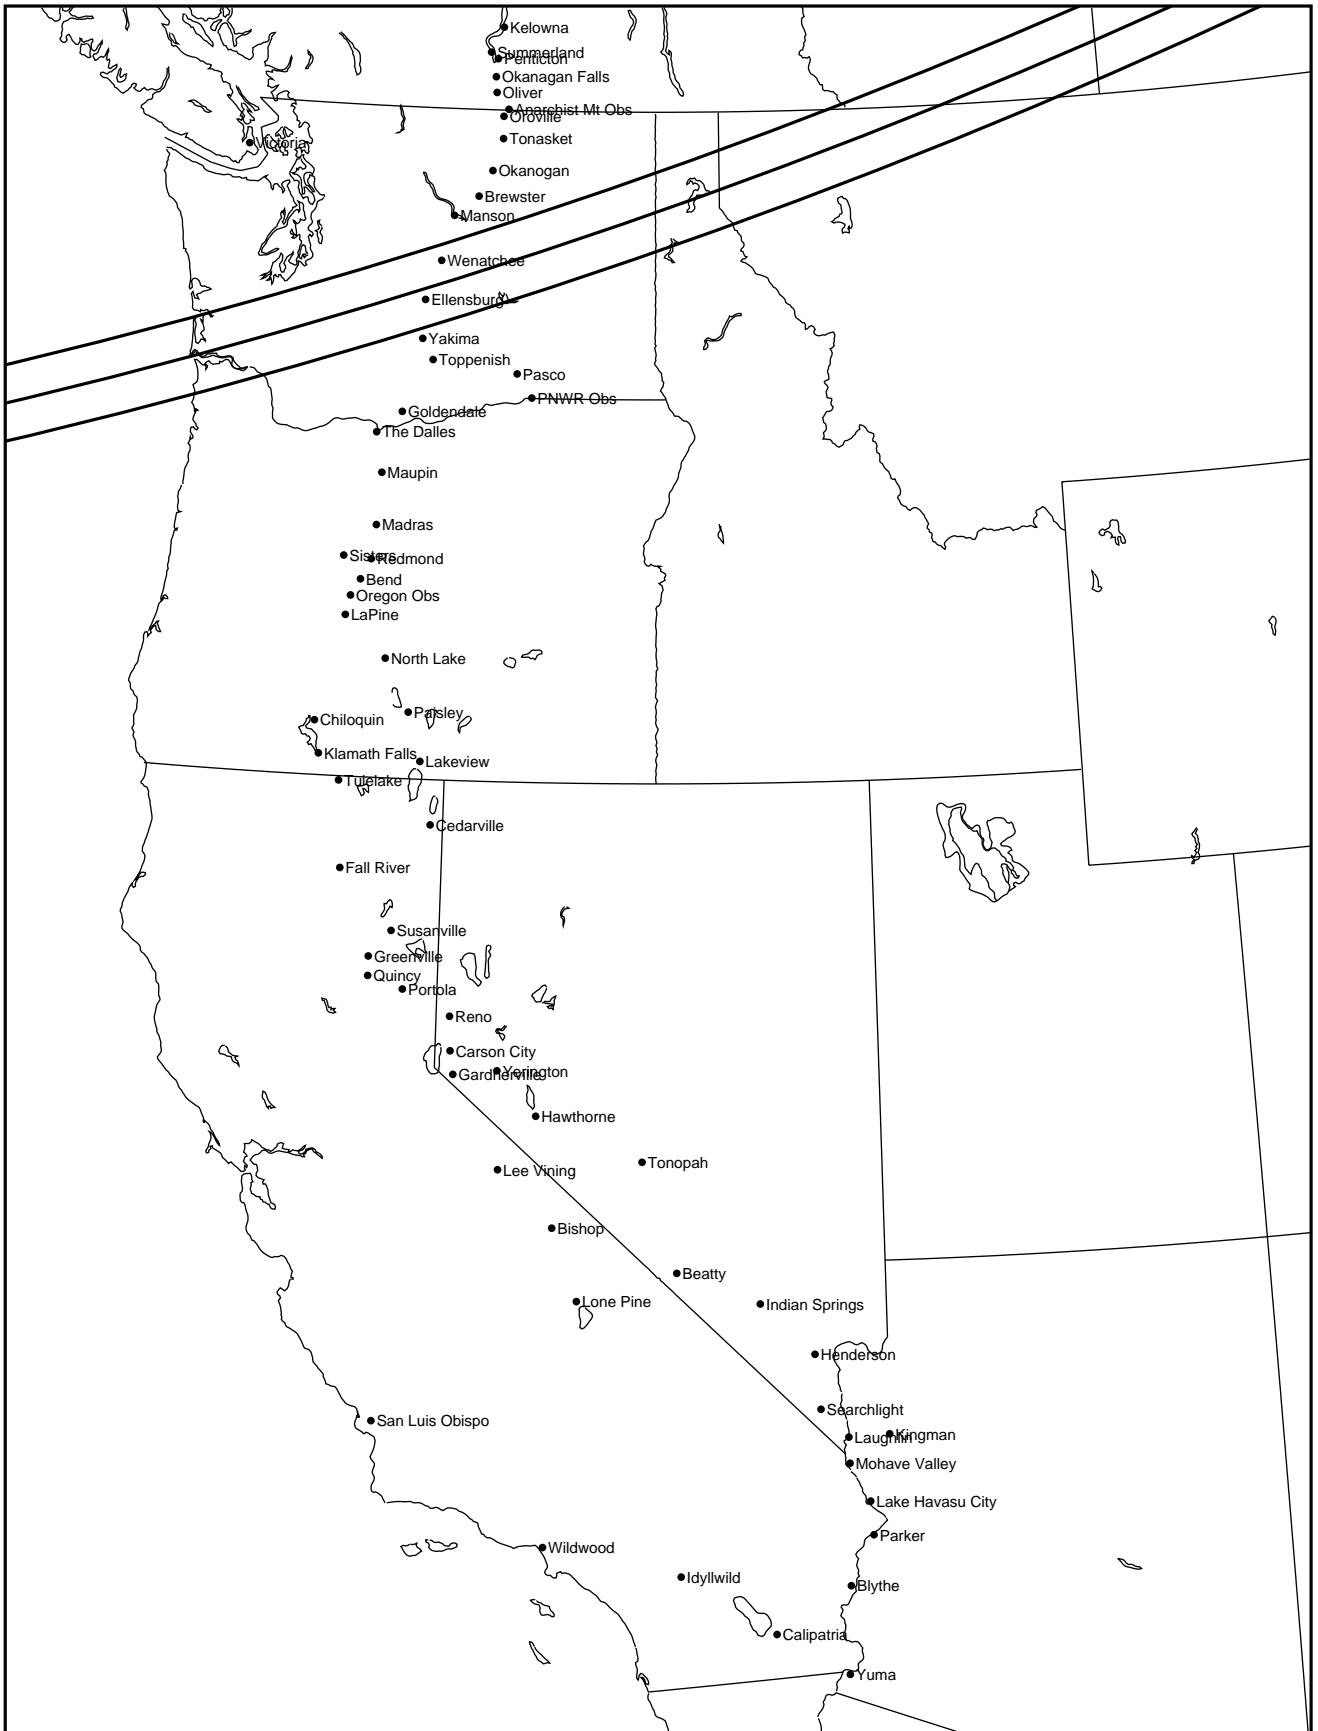 Kelowna
Summerland
Penticton
Okanagan Falls
Oliver
Anarchist Mt Obs
Oroville
Tonasket
Victoria
Okanogan
Brewster
Manson
Wenatchee
Ellensburg
Yakima
Toppenish
Pasco
PNWR Obs
Goldendale
The Dalles
Maupin
Madras
Sisters
Redmond
Bend
Oregon Obs
LaPine
North Lake
Paisley
Chiloquin
Klamath Falls
Lakeview
Tulelake
Cedarville
Fall River
Susanville
Greenville
Quincy
Portola
Reno
Carson City
Yerington
Gardnerville
Hawthorne
Tonopah
Lee Vining
Bishop
Beatty
Lone Pine
Indian Springs
Henderson
Searchlight
San Luis Obispo
Kingman
Laughlin
Mohave Valley
Lake Havasu City
Parker
Wildwood
Idyllwild
Blythe
Calipatria
Yuma